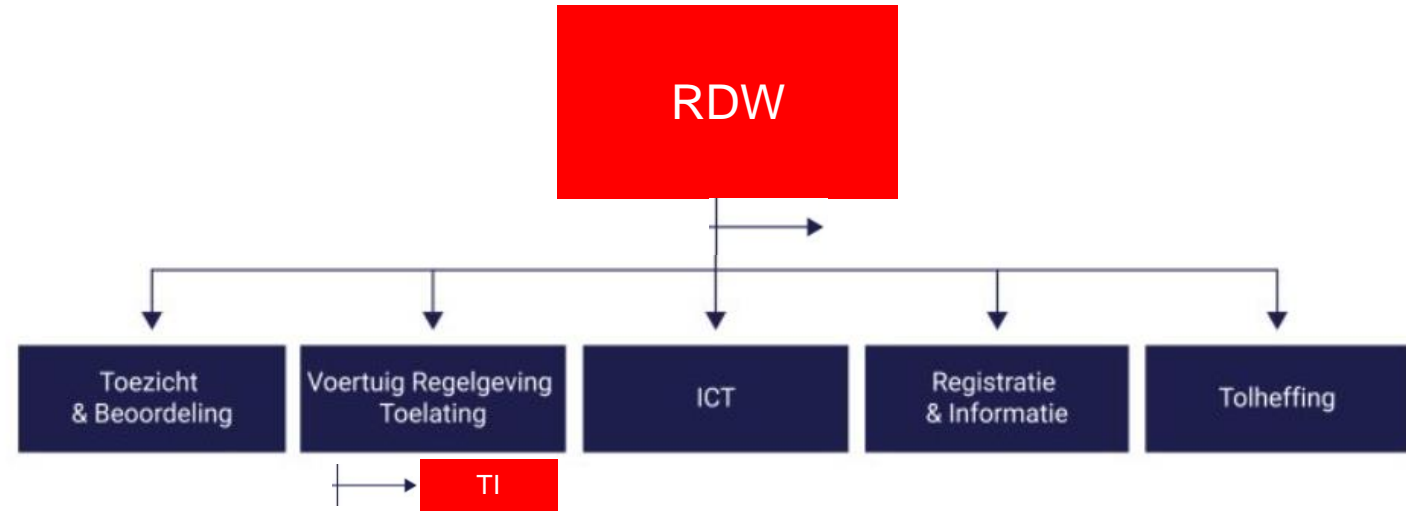 RDW
Toezicht
& Beoordeling
Voertuig Regelgeving
Toelating
ICT
Registratie
& Informatie
Tolheffing
TI